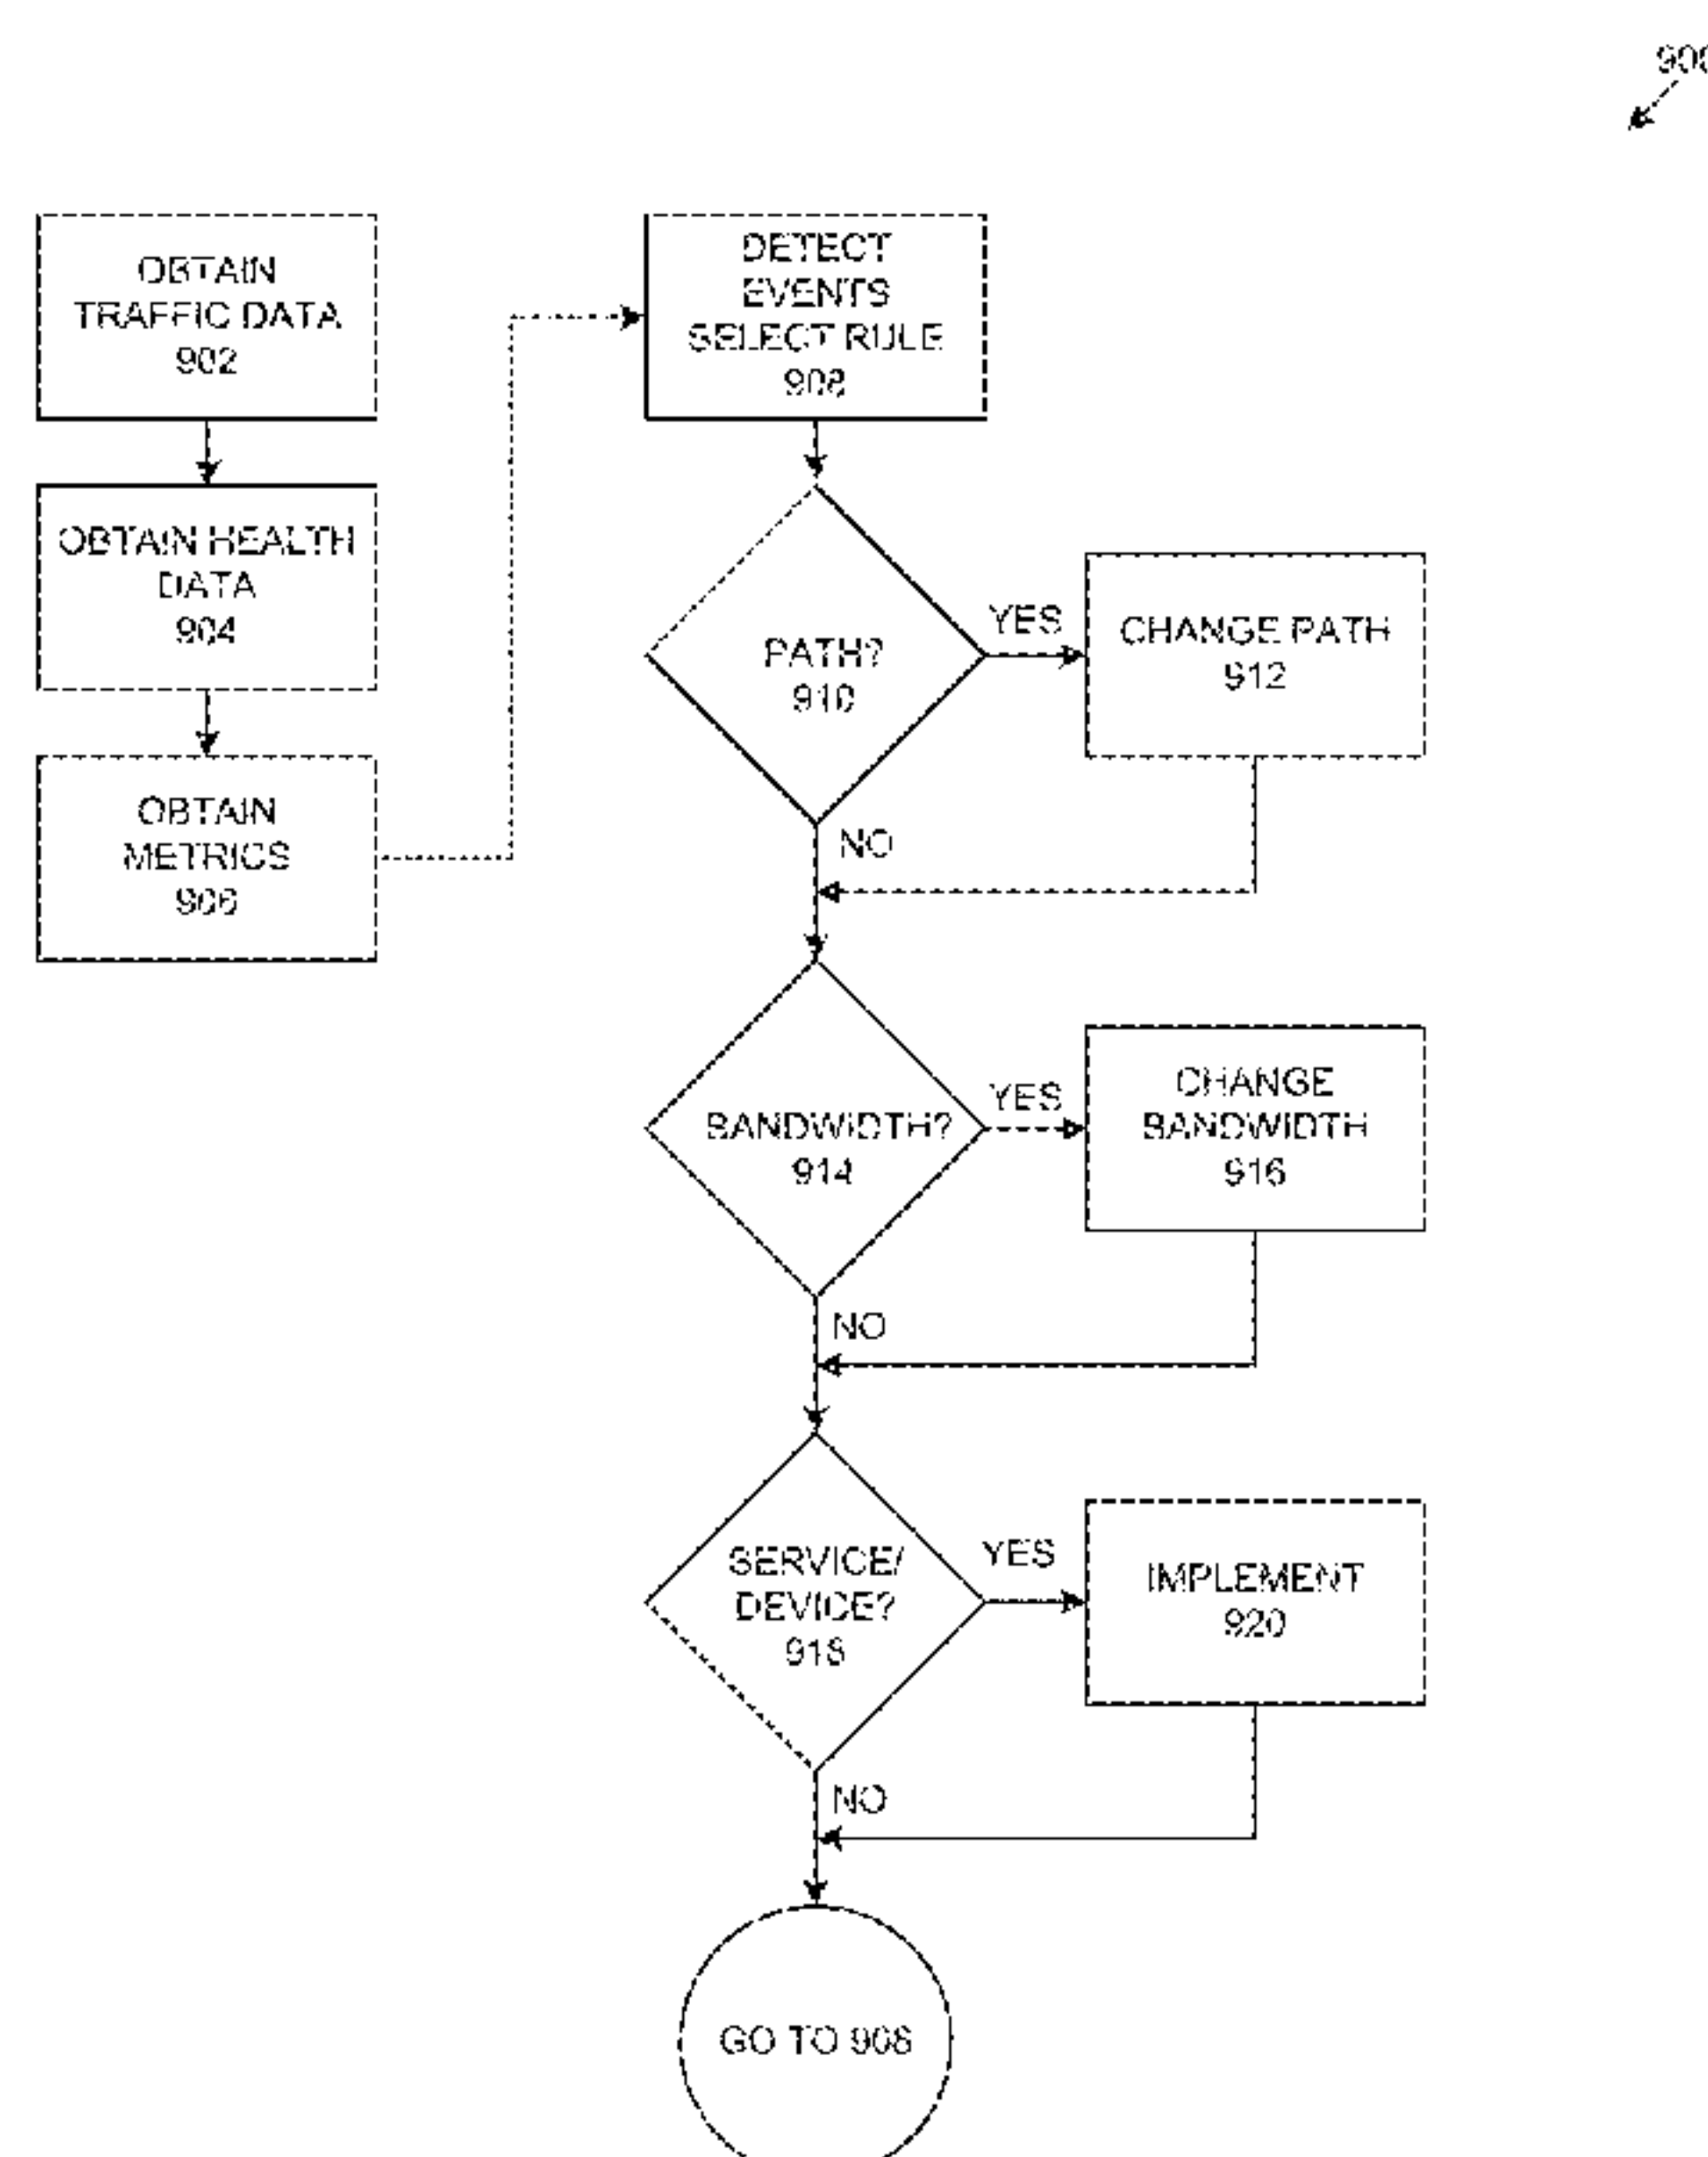 900
OBTAIN
TRAFFIC DATA
902
OBTAIN HEALTH
DATA
904
OBTAIN
METRICS
906
DETECT
EVENTS
SELECT RULE
908
PATH?
910
YES
CHANGE PATH
912
NO
BANDWIDTH?
914
YES
CHANGE
BANDWIDTH
916
NO
SERVICE/
DEVICE?
918
YES
IMPLEMENT
920
NO
GO TO 908